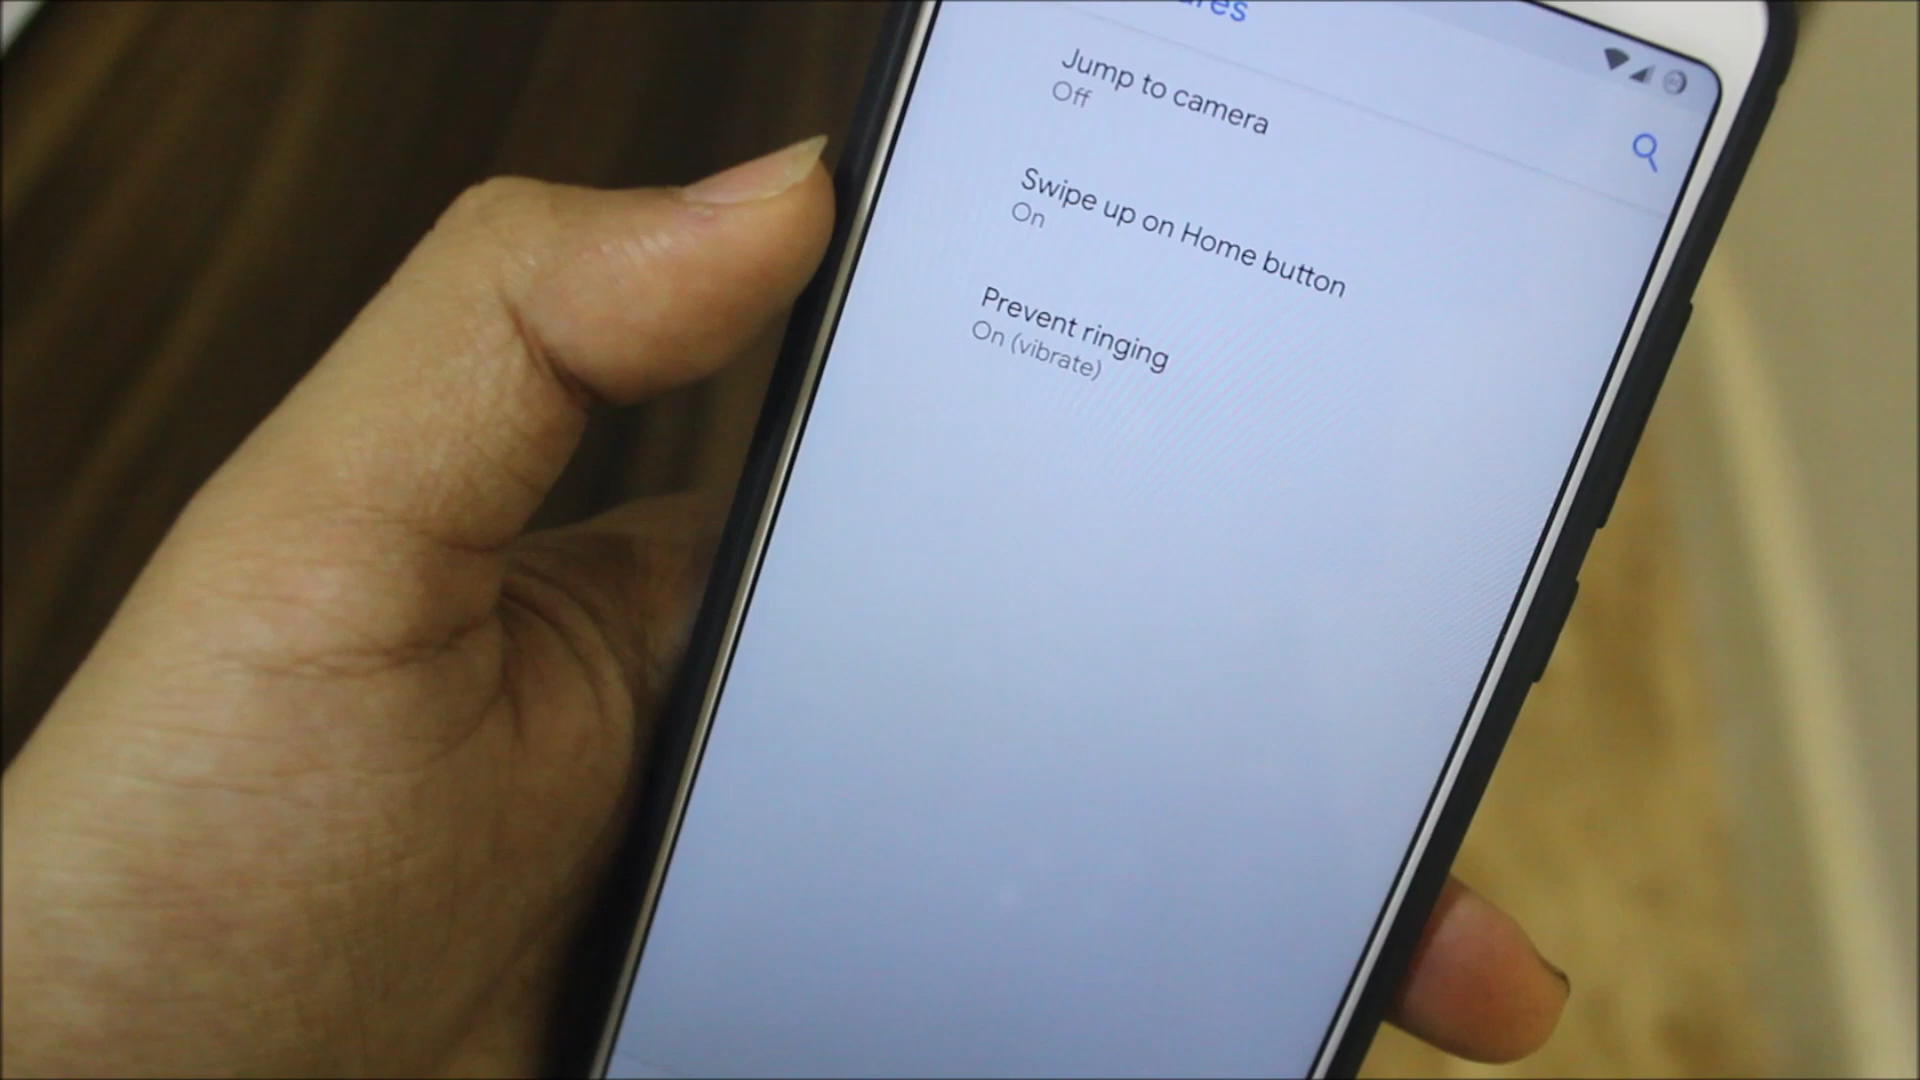 Jump to camera
Off
Swipe up on Home button
On
Prevent ringing
On (vibrate)